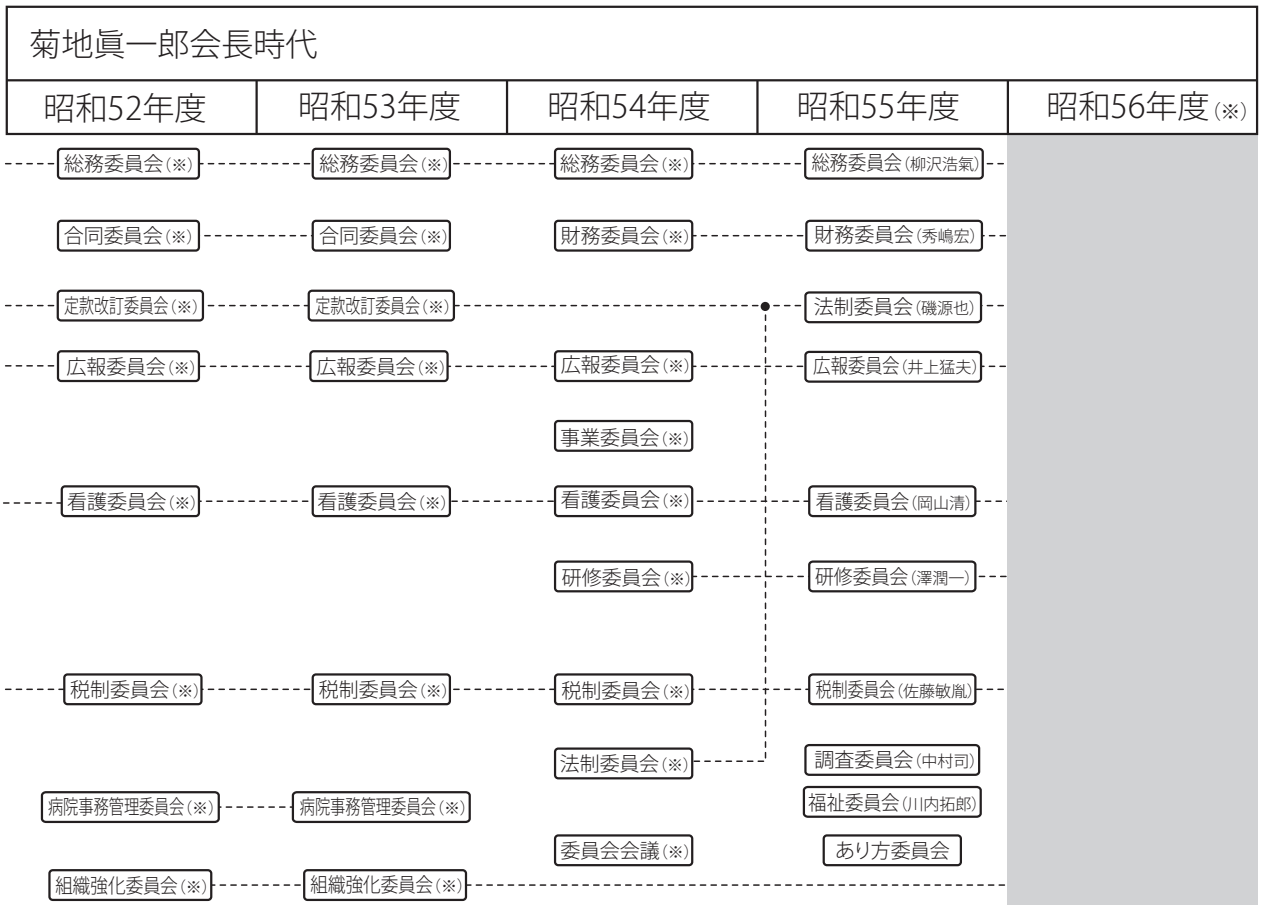 菊地眞一郎会長時代
昭和52年度 昭和53年度 昭和54年度 昭和55年度 昭和56年度(※)
総務委員会(※) 総務委員会(※) 総務委員会(※) 総務委員会(柳沢浩氣)
合同委員会(※) 合同委員会(※) 財務委員会(※) 財務委員会(秀嶋宏)
定款改訂委員会(※) 定款改訂委員会(※) 法制委員会(磯源也)
広報委員会(※) 広報委員会(※) 広報委員会(※) 広報委員会(井上猛夫)
事業委員会(※)
看護委員会(※) 看護委員会(※) 看護委員会(※) 看護委員会(岡山清)
研修委員会(※) 研修委員会(澤潤一)
税制委員会(※) 税制委員会(※) 税制委員会(※) 税制委員会(佐藤敏胤)
法制委員会(※) 調査委員会(中村司)
病院事務管理委員会(※) 病院事務管理委員会(※) 福祉委員会(川内拓郎)
委員会会議(※) あり方委員会
組織強化委員会(※) 組織強化委員会(※)